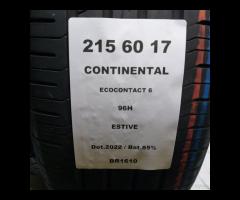 215 60 17
CONTINENTAL
ECOCONTACT 6
96H
ESTIVE
Dot.2022 / Bat.85%
BR1610